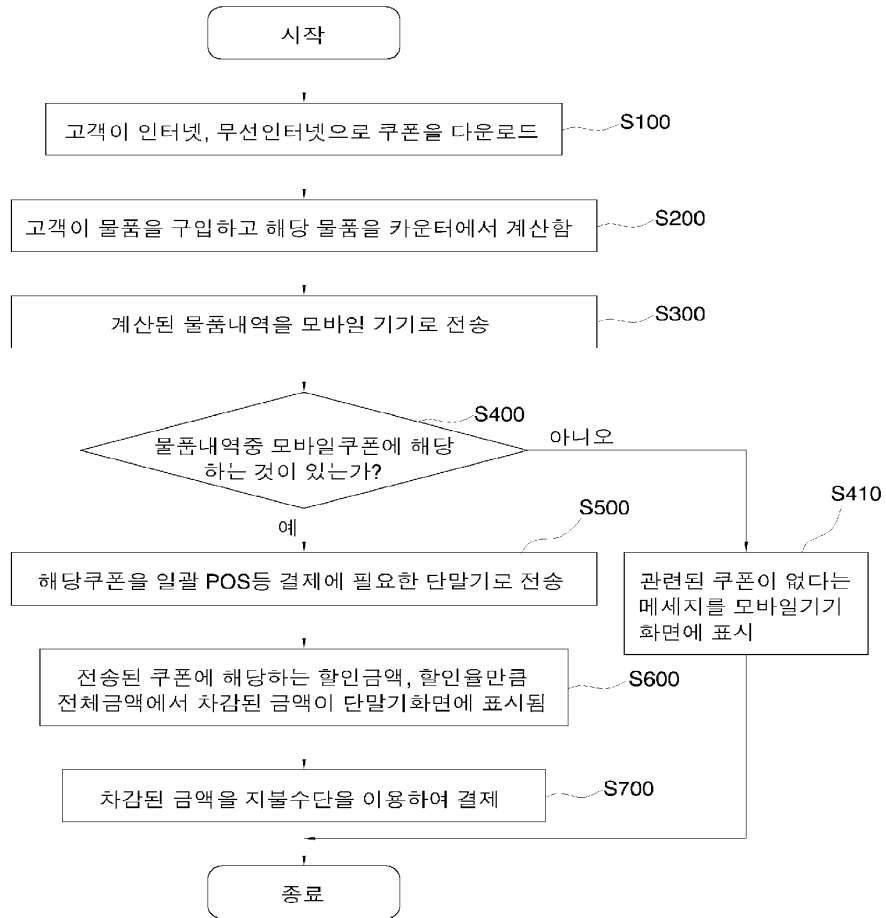 시작
고객이 인터넷, 무선인터넷으로 쿠폰을 다운로드
S100
고객이 물품을 구입하고 해당 물품을 카운터에서 계산함
S200
계산된 물품내역을 모바일 기기로 전송
S300
S400
물품내역중 모바일쿠폰에 해당
하는 것이 있는가?
아니오
예
S500
해당쿠폰을 일괄 POS등 결제에 필요한 단말기로 전송
S410
관련된 쿠폰이 없다는
메세지를 모바일기기
화면에 표시
전송된 쿠폰에 해당하는 할인금액, 할인율만큼
전체금액에서 차감된 금액이 단말기화면에 표시됨
S600
차감된 금액을 지불수단을 이용하여 결제
S700
종료